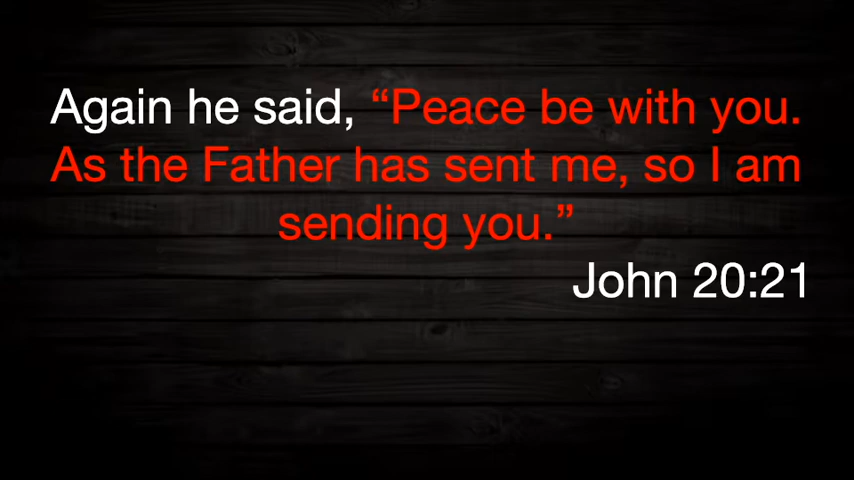 Again he said, “Peace be with you.
As the Father has sent me, so I am
sending you.”
John 20:21